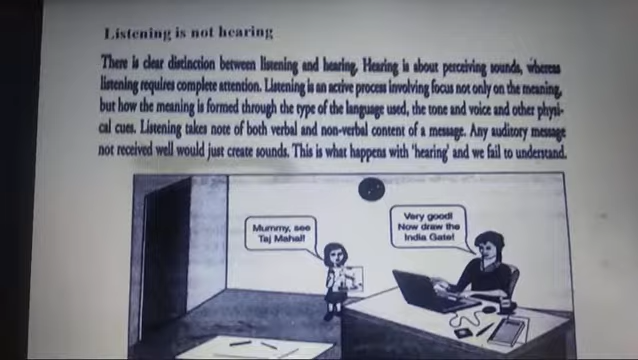 Listening is not hearing
There is clear distinction between listening and hearing. Hearing is about perceiving sounds, whereas
listening requires complete attention. Listening is an active process involving focus not only on the meaning,
but how the meaning is formed through the type of the language used, the tone and voice and other physi-
cal cues. Listening takes note of both verbal and non-verbal content of a message. Any auditory message
not received well would just create sounds. This is what happens with 'hearing' and we fail to understand.
Mummy, see
Taj Mahal!
Very good!
Now draw the
India Gate!